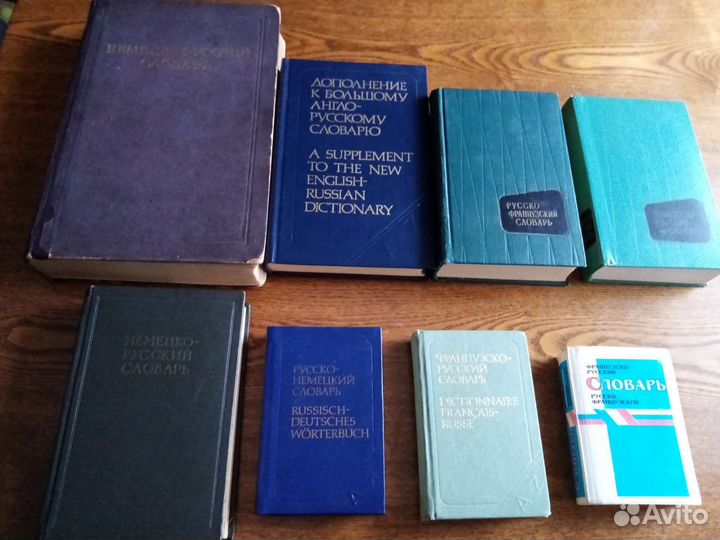 НЕМЕЦКО-РУССКИЙ
СЛОВАРЬ
ДОПОЛНЕНИЕ
К БОЛЬШОМУ
АНГЛО-
РУССКОМУ
СЛОВАРЮ
A SUPPLEMENT
TO THE NEW
ENGLISH-
RUSSIAN
DICTIONARY
РУССКО
ФРАНЦУЗСКИЙ
СЛОВАРЬ
НЕМЕЦКО-
РУССКИЙ
СЛОВАРЬ
РУССКО-
НЕМЕЦКИЙ
СЛОВАРЬ
RUSSISCH-
DEUTSCHES
WÖRTERBUCH
ФРАНЦУЗСКО-
РУССКИЙ
СЛОВАРЬ
DICTIONNAIRE
FRANÇAIS-
RUSSE
ФРАНЦУЗСКО
РУССКИЙ
СЛОВАРЬ
РУССКО-
ФРАНЦУЗСКИЙ
Avito